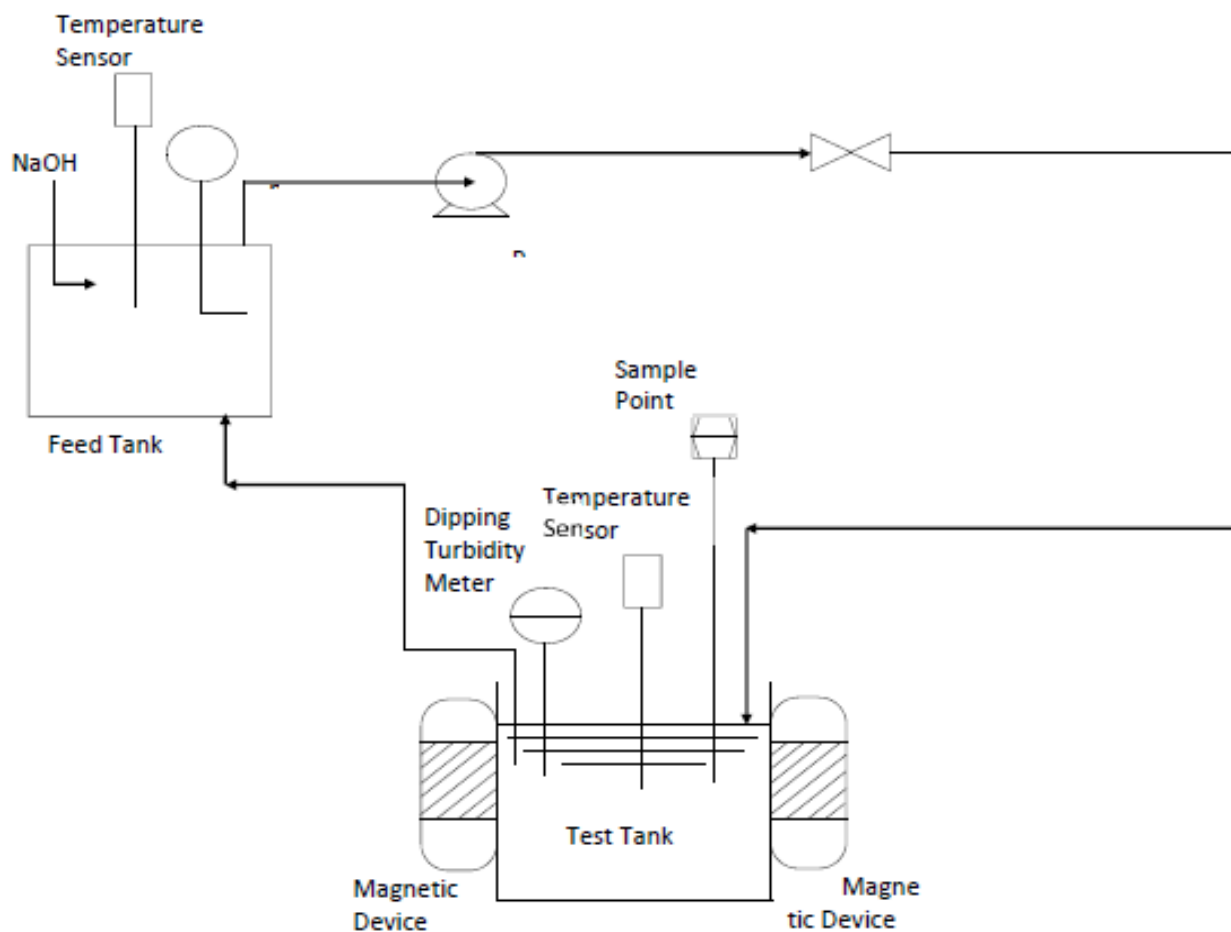 Temperature
Sensor
NaOH
Feed Tank
Sample
Point
Temperature
Sensor
Dipping
Turbidity
Meter
Test Tank
Magnetic
Device
Magne
tic Device